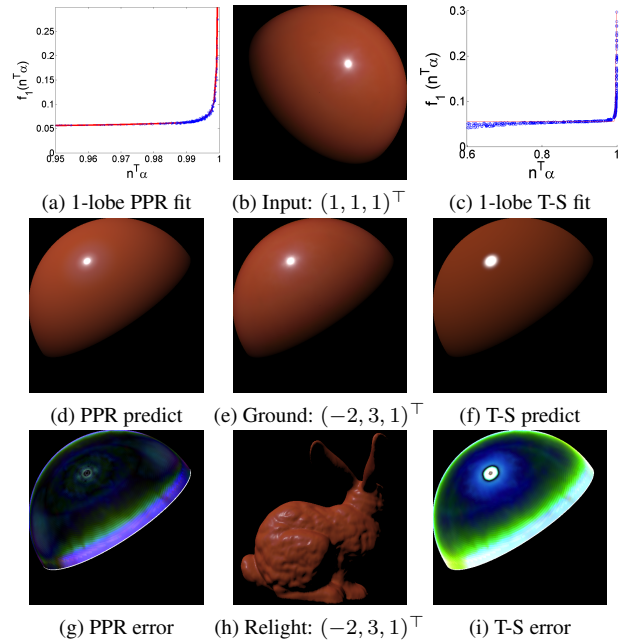 0.25
0.2
0.15
0.1
0.05
0
f₁(nᵀα)
0.95 0.96 0.97 0.98 0.99 1
nᵀα
0.3
0.2
0.1
0
f₁ (nᵀα)
0.6 0.8 1
nᵀα
(a) 1-lobe PPR fit (b) Input: (1, 1, 1)⊤ (c) 1-lobe T-S fit
(d) PPR predict (e) Ground: (−2, 3, 1)⊤ (f) T-S predict
(g) PPR error (h) Relight: (−2, 3, 1)⊤ (i) T-S error